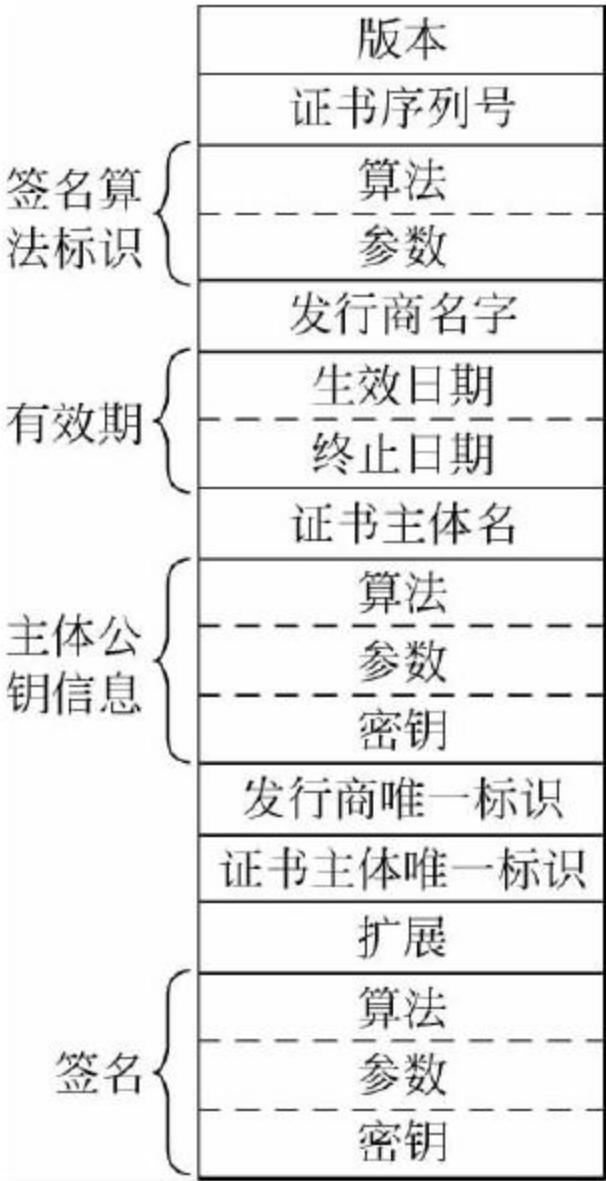 版本
证书序列号
签名算
法标识
算法
参数
发行商名字
有效期
生效日期
终止日期
证书主体名
主体公
钥信息
算法
参数
密钥
发行商唯一标识
证书主体唯一标识
扩展
签名
算法
参数
密钥